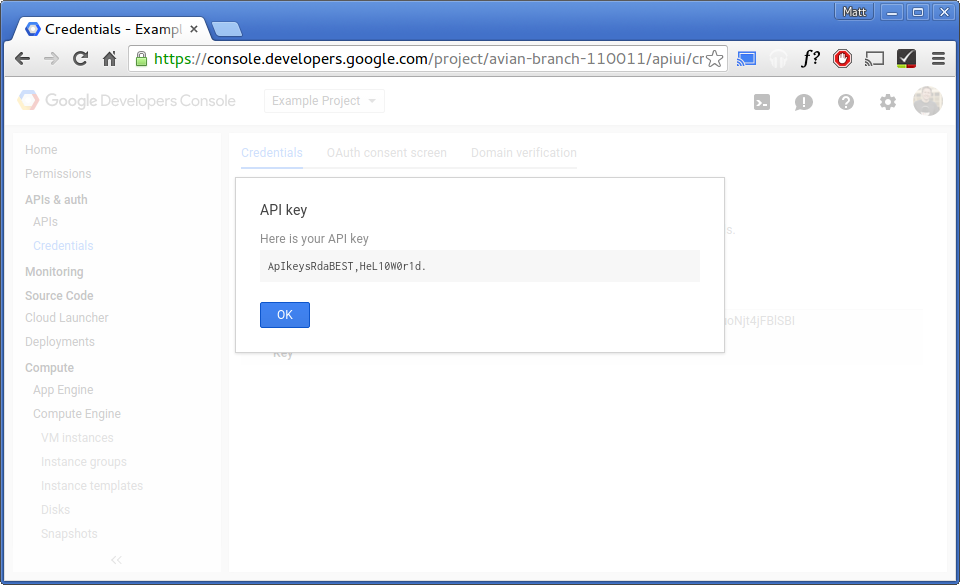 Matt
Credentials - Exampl
https://console.developers.google.com/project/avian-branch-110011/apiui/cr
f?
Google Developers Console
Example Project
Home
Credentials
OAuth consent screen
Domain verification
Permissions
APIs & auth
APIs
Credentials
Monitoring
Source Code
Cloud Launcher
Deployments
Compute
App Engine
Compute Engine
VM instances
Instance groups
Instance templates
Disks
Snapshots
API key
Here is your API key
ApIkeysRdaBEST,HeL10W0r1d.
OK
s.
Key